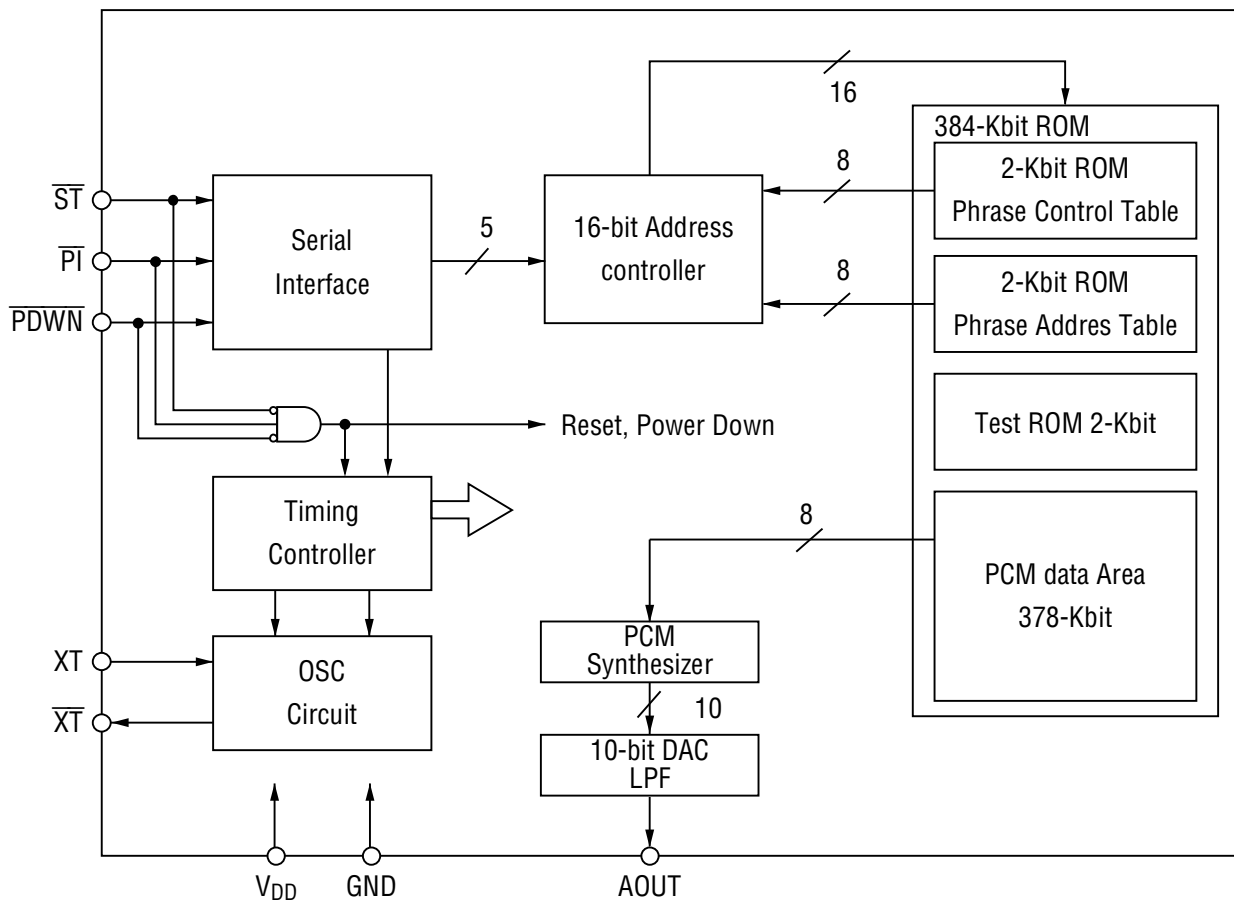 16
384-Kbit ROM
2-Kbit ROM
Phrase Control Table
8
ST
PI
PDWN
Serial
Interface
5
16-bit Address
controller
8
2-Kbit ROM
Phrase Addres Table
Reset, Power Down
Test ROM 2-Kbit
Timing
Controller
8
PCM data Area
378-Kbit
PCM
Synthesizer
XT
XT
OSC
Circuit
10
10-bit DAC
LPF
VDD
GND
AOUT